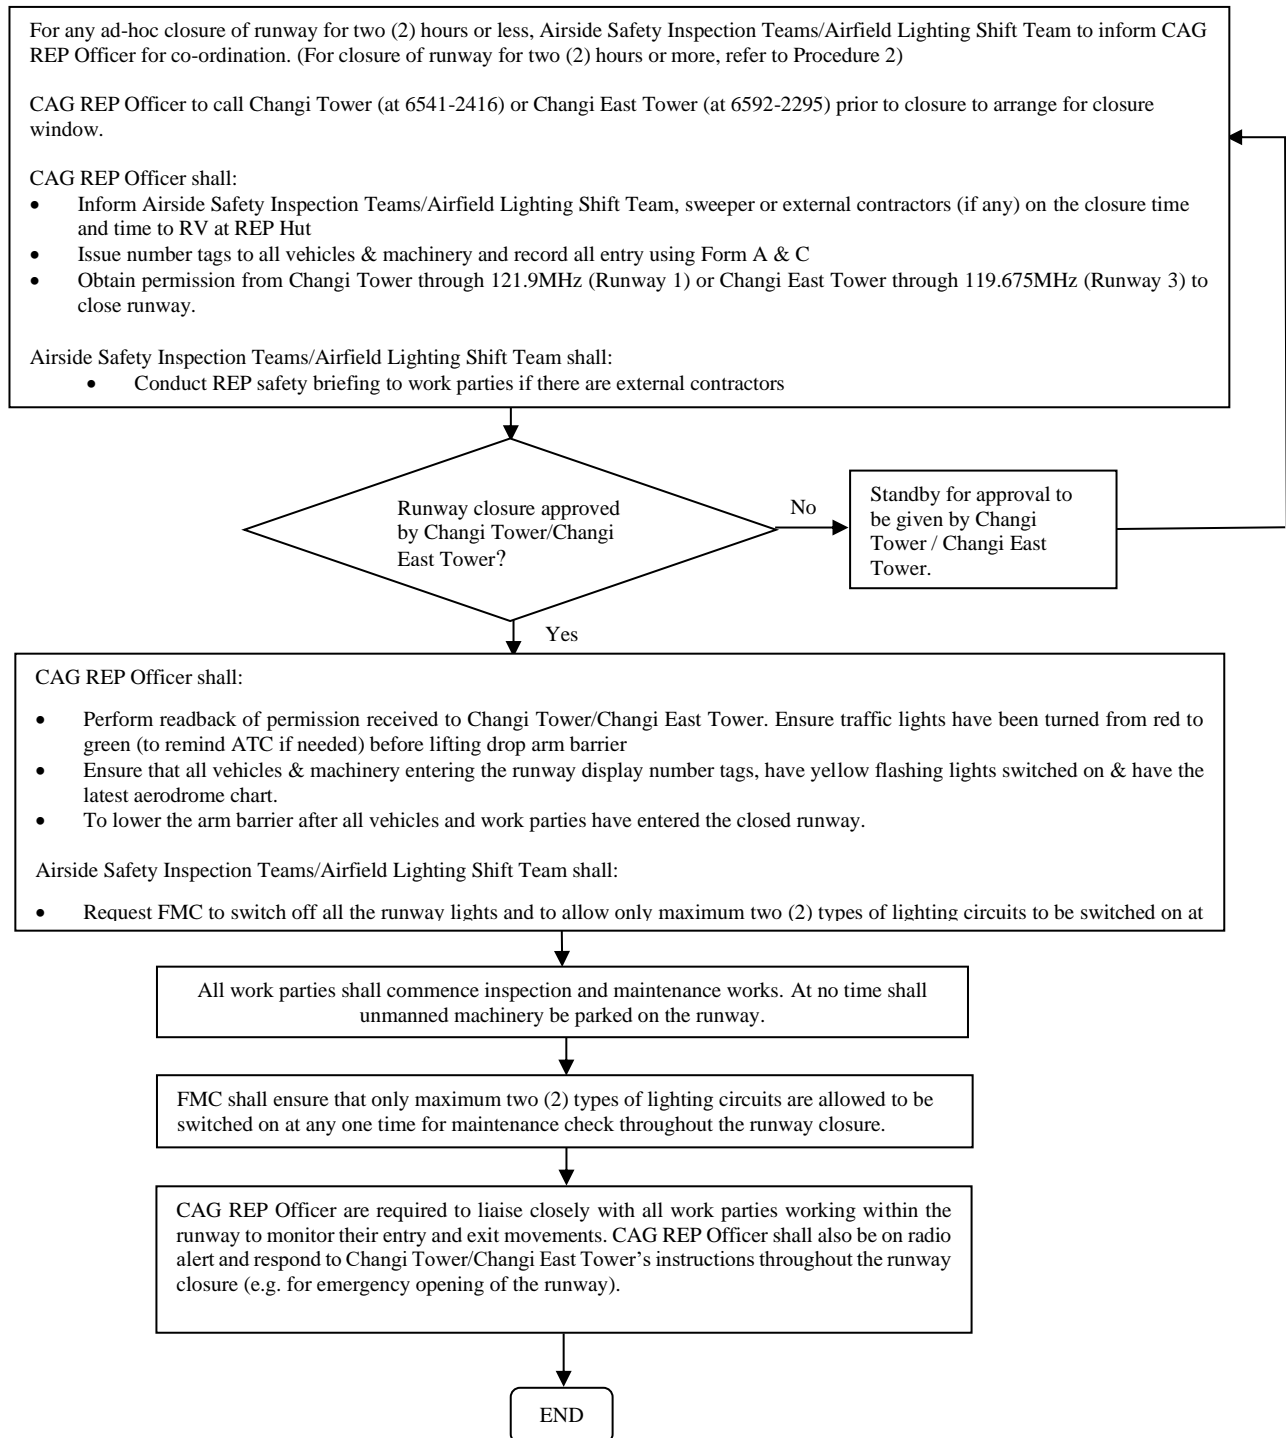 For any ad-hoc closure of runway for two (2) hours or less, Airside Safety Inspection Teams/Airfield Lighting Shift Team to inform CAG
REP Officer for co-ordination. (For closure of runway for two (2) hours or more, refer to Procedure 2)
CAG REP Officer to call Changi Tower (at 6541-2416) or Changi East Tower (at 6592-2295) prior to closure to arrange for closure
window.
CAG REP Officer shall:
• Inform Airside Safety Inspection Teams/Airfield Lighting Shift Team, sweeper or external contractors (if any) on the closure time
and time to RV at REP Hut
• Issue number tags to all vehicles & machinery and record all entry using Form A & C
• Obtain permission from Changi Tower through 121.9MHz (Runway 1) or Changi East Tower through 119.675MHz (Runway 3) to
close runway.
Airside Safety Inspection Teams/Airfield Lighting Shift Team shall:
• Conduct REP safety briefing to work parties if there are external contractors
Runway closure approved
by Changi Tower/Changi
East Tower?
No
Standby for approval to
be given by Changi
Tower / Changi East
Tower.
Yes
CAG REP Officer shall:
• Perform readback of permission received to Changi Tower/Changi East Tower. Ensure traffic lights have been turned from red to
green (to remind ATC if needed) before lifting drop arm barrier
• Ensure that all vehicles & machinery entering the runway display number tags, have yellow flashing lights switched on & have the
latest aerodrome chart.
• To lower the arm barrier after all vehicles and work parties have entered the closed runway.
Airside Safety Inspection Teams/Airfield Lighting Shift Team shall:
• Request FMC to switch off all the runway lights and to allow only maximum two (2) types of lighting circuits to be switched on at
All work parties shall commence inspection and maintenance works. At no time shall
unmanned machinery be parked on the runway.
FMC shall ensure that only maximum two (2) types of lighting circuits are allowed to be
switched on at any one time for maintenance check throughout the runway closure.
CAG REP Officer are required to liaise closely with all work parties working within the
runway to monitor their entry and exit movements. CAG REP Officer shall also be on radio
alert and respond to Changi Tower/Changi East Tower’s instructions throughout the runway
closure (e.g. for emergency opening of the runway).
END